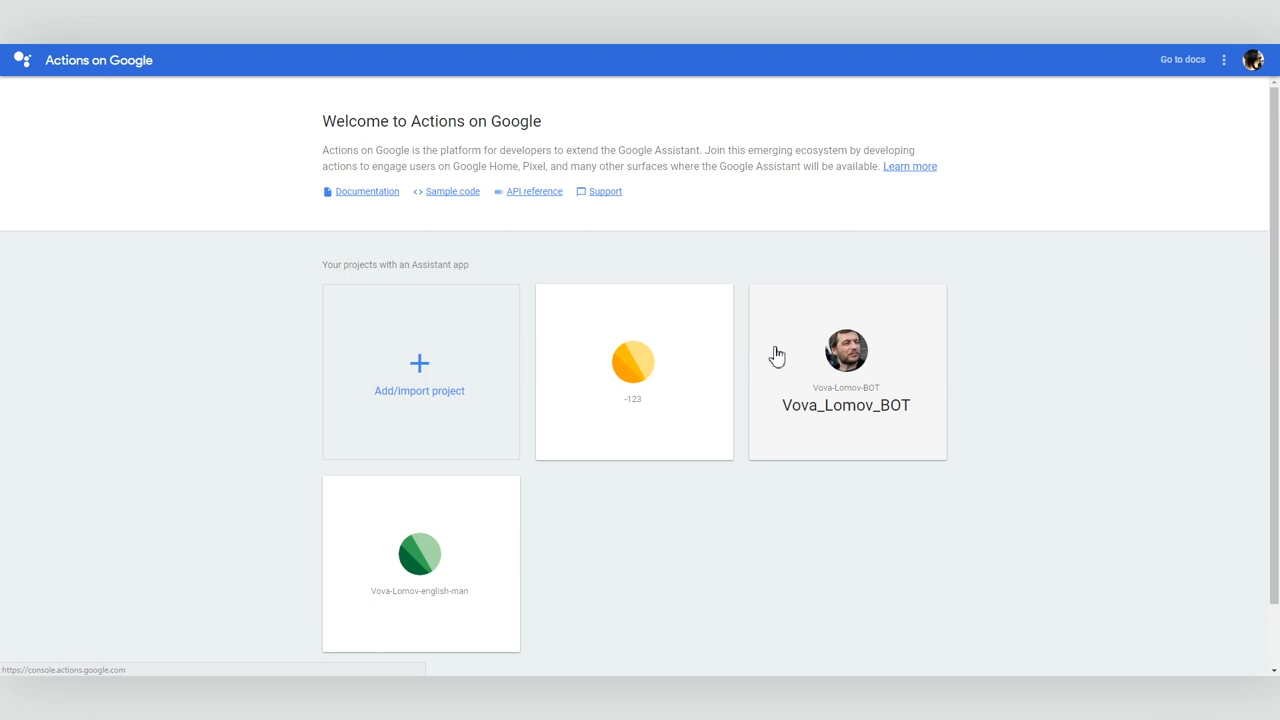 Actions on Google
Go to docs
Welcome to Actions on Google
Actions on Google is the platform for developers to extend the Google Assistant. Join this emerging ecosystem by developing
actions to engage users on Google Home, Pixel, and many other surfaces where the Google Assistant will be available. Learn more
Documentation
Sample code
API reference
Support
Your projects with an Assistant app
Add/import project
-123
Vova-Lomov-BOT
Vova_Lomov_BOT
Vova-Lomov-english-man
https://console.actions.google.com